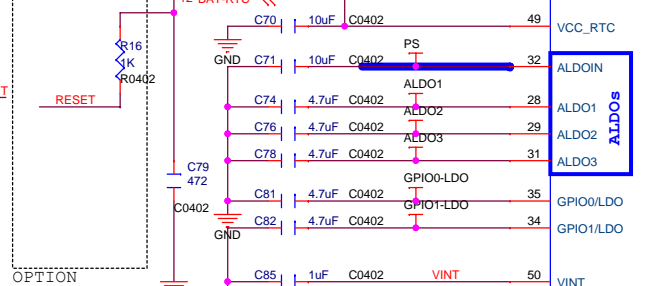 C70 10uF C0402 49 VCC_RTC
R16
1K
R0402
PS
GND C71 10uF C0402 32 ALDOIN
RESET
ALDO1
C74 4.7uF C0402 28 ALDO1
ALDO2
C76 4.7uF C0402 29 ALDO2
ALDO3
C78 4.7uF C0402 31 ALDO3
ALDOs
C79
472
C0402
GPIO0-LDO
C81 4.7uF C0402 35 GPIO0/LDO
GPIO1-LDO
C82 4.7uF C0402 34 GPIO1/LDO
GND
C85 1uF C0402 VINT 50 VINT
OPTION